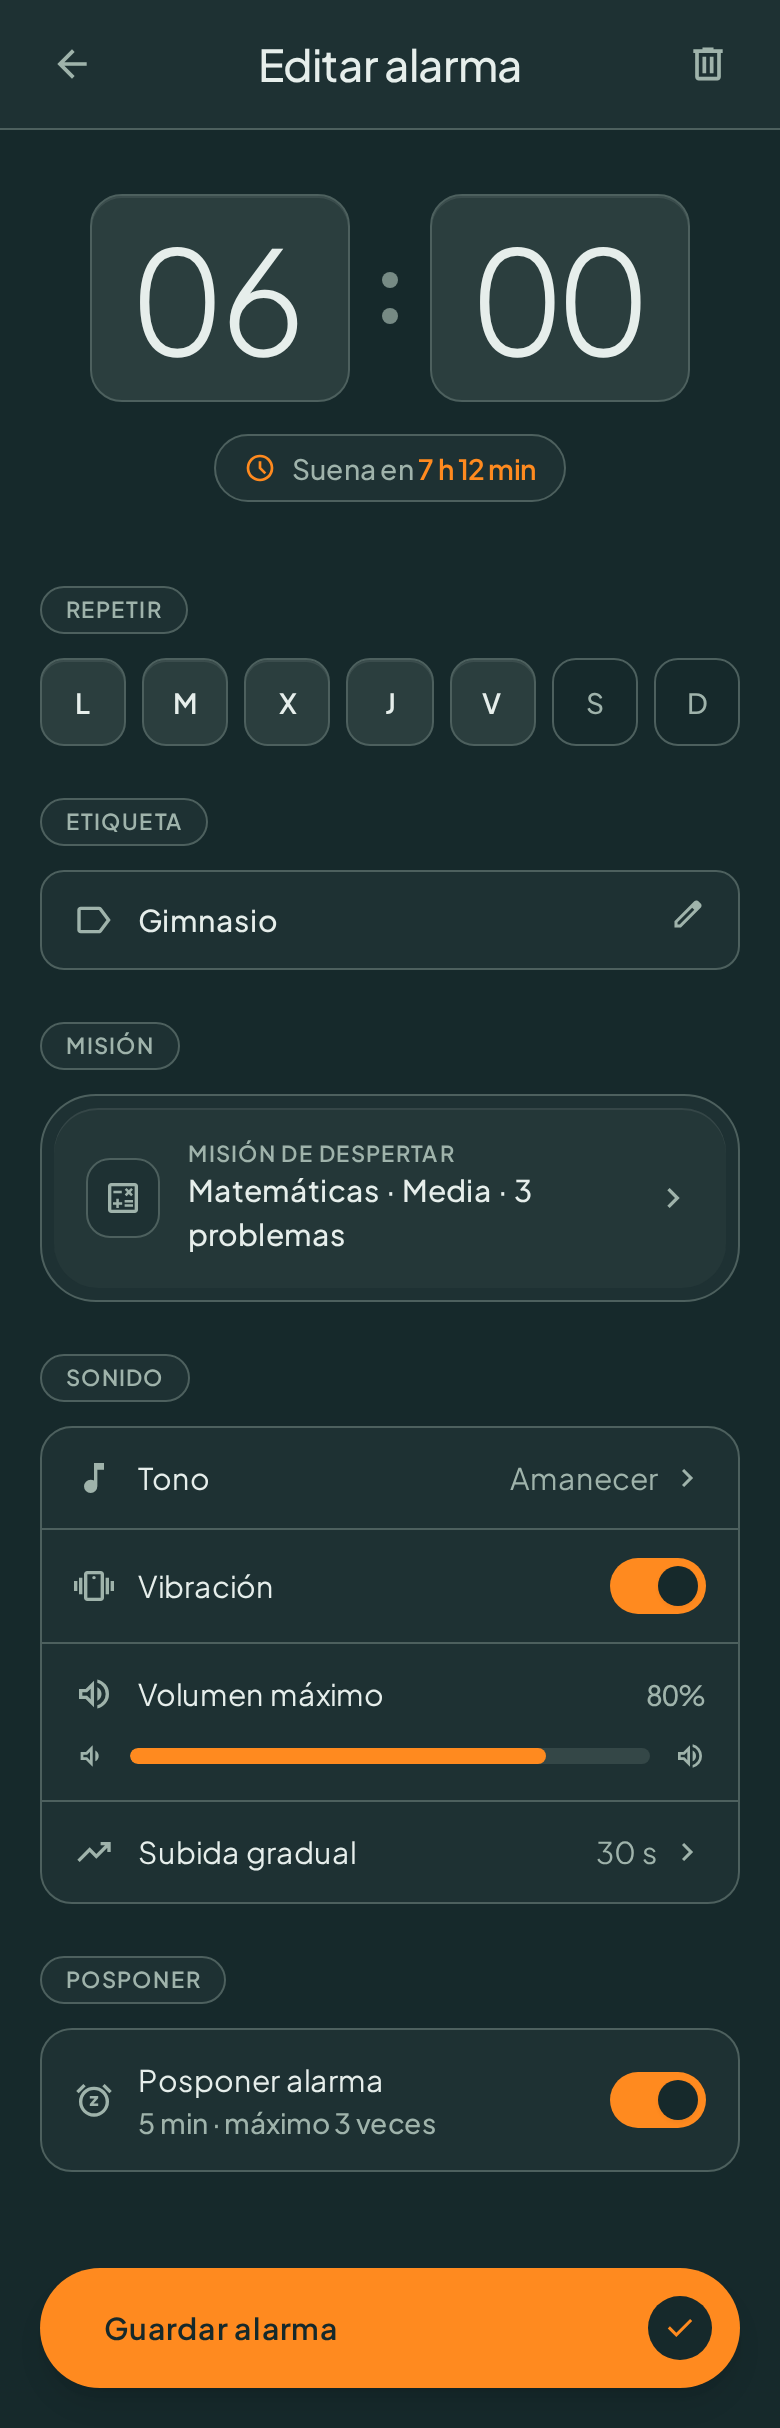 Editar alarma
06 : 00
Suena en 7 h 12 min
REPETIR
L M X J V S D
ETIQUETA
Gimnasio
MISIÓN
MISIÓN DE DESPERTAR
Matemáticas · Media · 3
problemas
SONIDO
Tono Amanecer
Vibración
Volumen máximo 80%
Subida gradual 30 s
POSPONER
Posponer alarma
5 min · máximo 3 veces
Guardar alarma